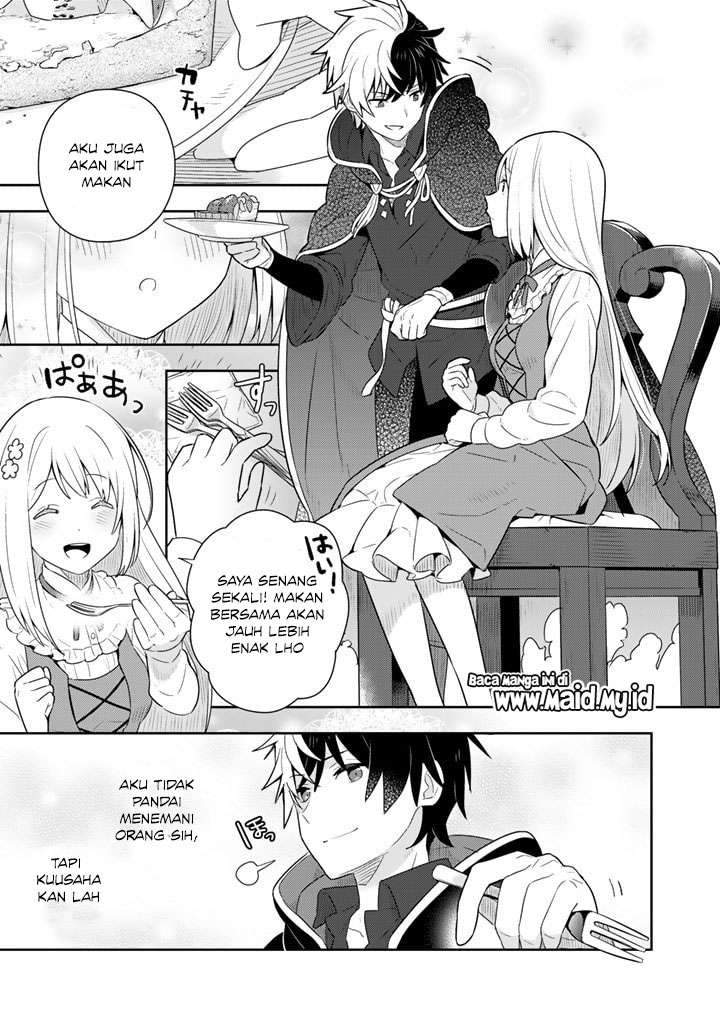 カチャ
AKU JUGA
AKAN IKUT
MAKAN
ぱぁあっ
すっ
はい!
SAYA SENANG
SEKALI! MAKAN
BERSAMA AKAN
JAUH LEBIH
ENAK LHO
Baca Manga ini di
www.Maid.My.id
AKU TIDAK
PANDAI
MENEMANI
ORANG SIH,
TAPI
KUUSAHA
KAN LAH